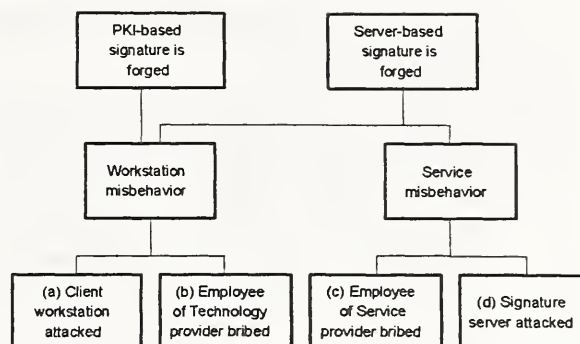 PKI-based
signature is
forged
Server-based
signature is
forged
Workstation
misbehavior
Service
misbehavior
(a) Client
workstation
attacked
(b) Employee
of Technology
provider bribed
(c) Employee
of Service
provider bribed
(d) Signature
server attacked